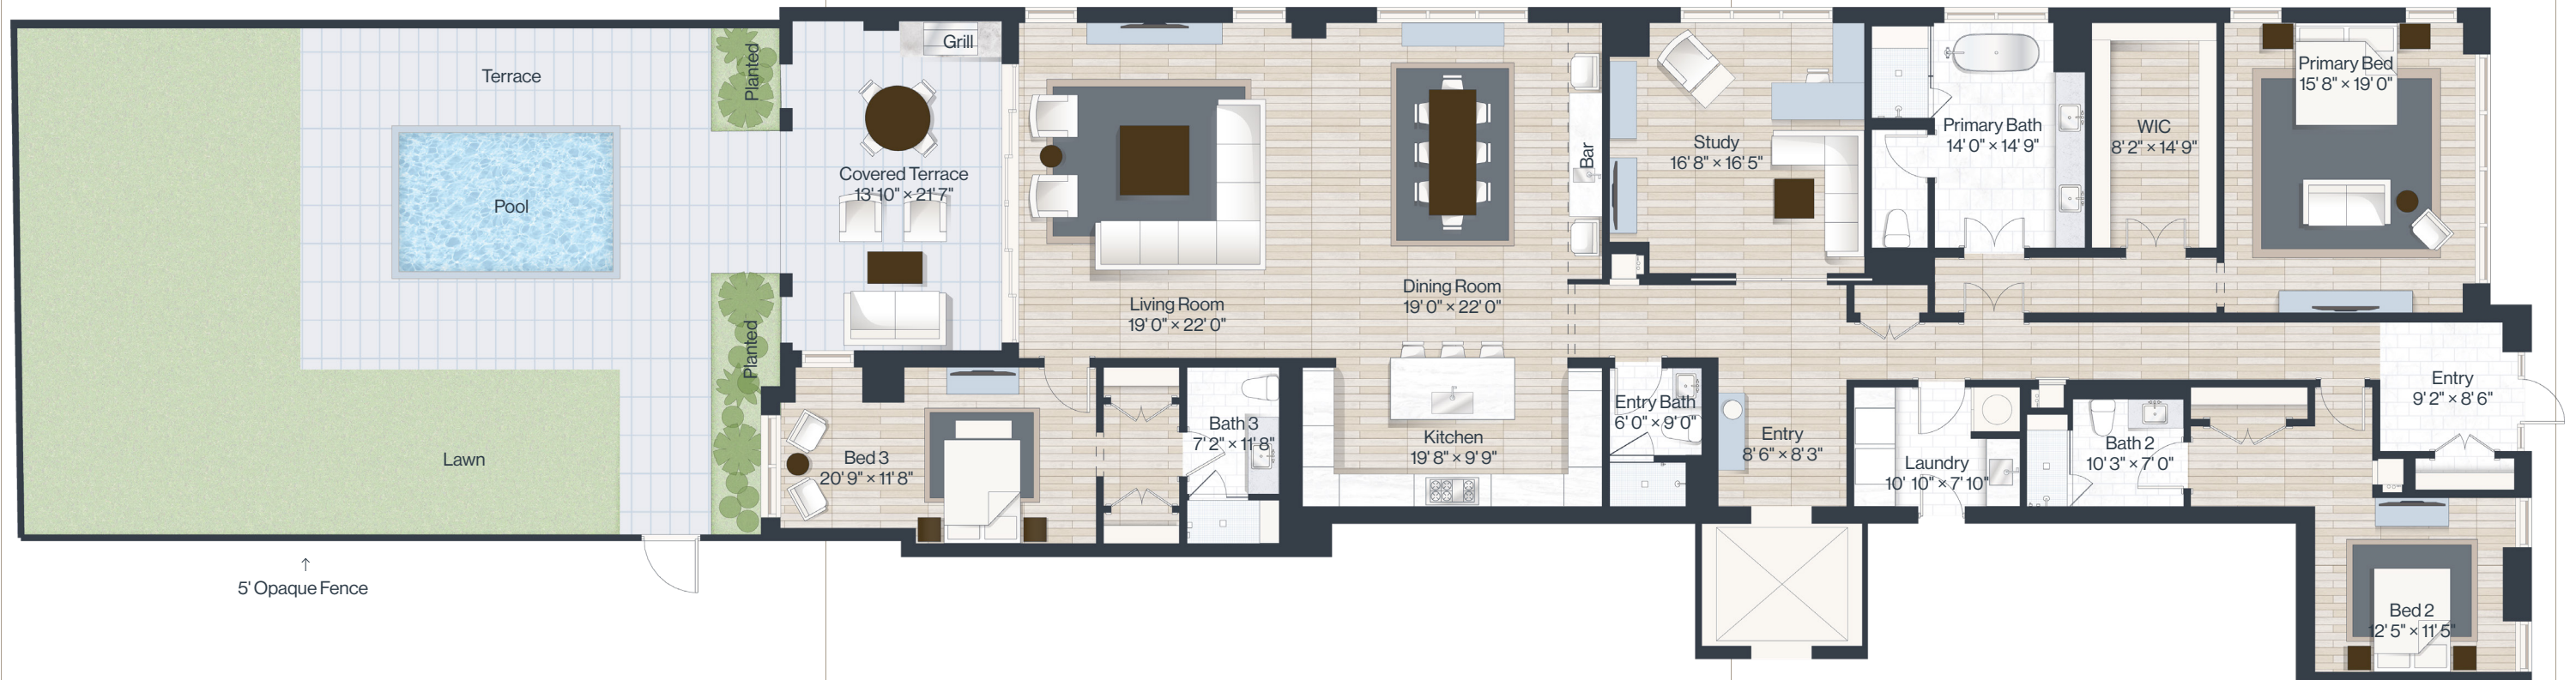 Terrace
Pool
Lawn
↑
5' Opaque Fence
Planted
Planted
Grill
Covered Terrace
13' 10" × 21' 7"
Living Room
19' 0" × 22' 0"
Dining Room
19' 0" × 22' 0"
Bar
Study
16' 8" × 16' 5"
Primary Bath
14' 0" × 14' 9"
WIC
8' 2" × 14' 9"
Primary Bed
15' 8" × 19' 0"
Bed 3
20' 9" × 11' 8"
Bath 3
7' 2" × 11' 8"
Kitchen
19' 8" × 9' 9"
Entry Bath
6' 0" × 9' 0"
Entry
8' 6" × 8' 3"
Laundry
10' 10" × 7' 10"
Bath 2
10' 3" × 7' 0"
Entry
9' 2" × 8' 6"
Bed 2
12' 5" × 11' 5"